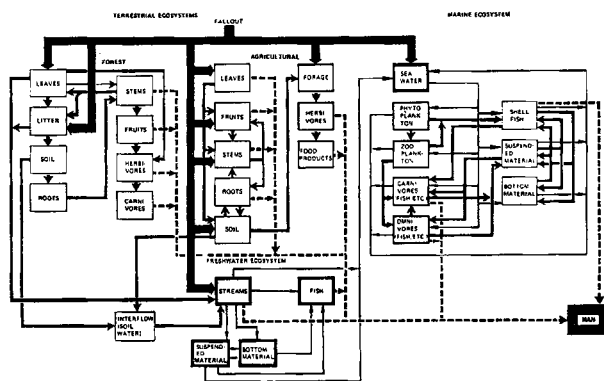 TERRESTRIAL ECOSYSTEMS
MARINE ECOSYSTEM
FALLOUT
FOREST
AGRICULTURAL
LEAVES
STEMS
LITTER
FRUITS
SOIL
HERBI-
VORES
ROOTS
CARNI
VORES
LEAVES
FORAGE
FRUITS
HERBI
VORES
STEMS
FOOD
PRODUCTS
ROOTS
SOIL
SEA
WATER
PHYTO
PLANK
TON
SHELL
FISH
ZOO
PLANK-
TON
SUSPEND
ED
MATERIAL
CARNI
VORES
FISH ETC
BOTTOM
MATERIAL
OMNI
VORES
FISH ETC
FRESHWATER ECOSYSTEM
STREAMS
FISH
INTERFLOW
(SOIL
WATER)
SUSPEND
ED
MATERIAL
BOTTOM
MATERIAL
MAN